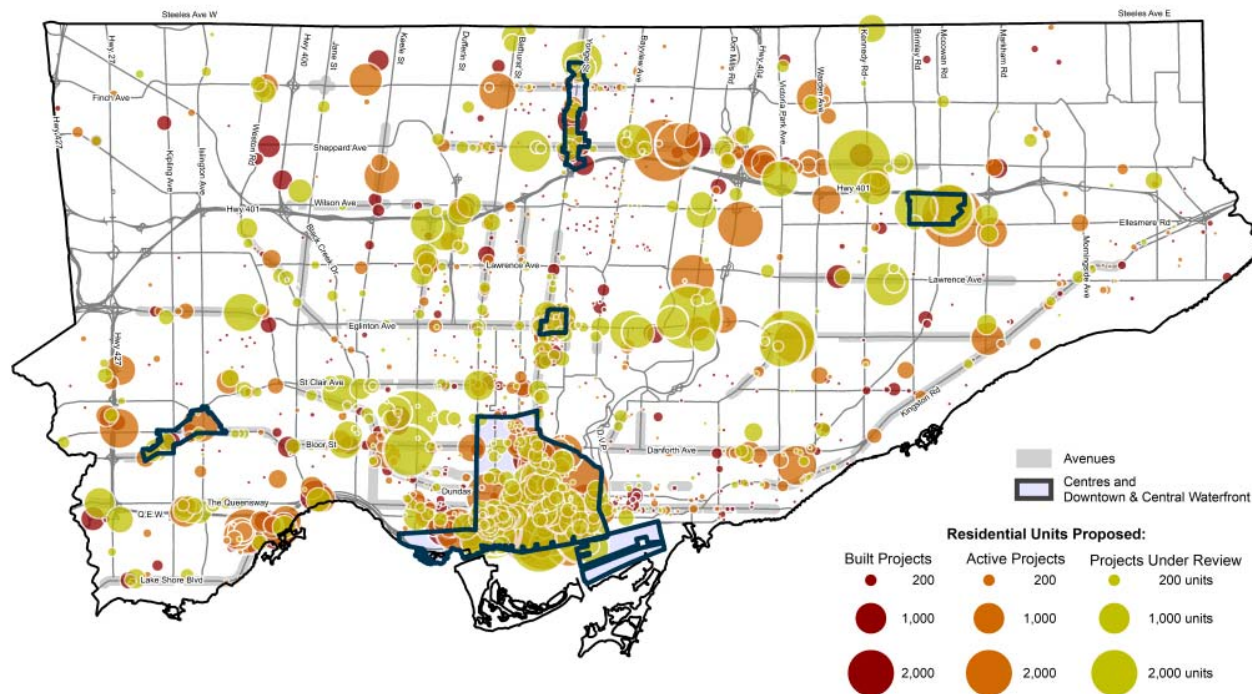 Steeles Ave W
Steeles Ave E
Hwy 27
Hwy 400
Jane St
Keele St
Dufferin St
Bathurst St
Yonge St
Bayview Ave
Don Mills Rd
Hwy 404
Victoria Park Ave
Warden Ave
Kennedy Rd
Brimley Rd
Mccowan Rd
Markham Rd
Finch Ave
Hwy 427
Kipling Ave
Islington Ave
Weston Rd
Sheppard Ave
Hwy 401
Wilson Ave
Hwy 401
Ellesmere Rd
Black Creek Dr
Lawrence Ave
Lawrence Ave
Morningside Ave
Eglinton Ave
Hwy 427
St Clair Ave
Kingston Rd
Bloor St
D.V.P.
Danforth Ave
Dundas
The Queensway
Q.E.W.
Lake Shore Blvd
Avenues
Centres and
Downtown & Central Waterfront
Residential Units Proposed:
Built Projects Active Projects Projects Under Review
200 200 200 units
1,000 1,000 1,000 units
2,000 2,000 2,000 units